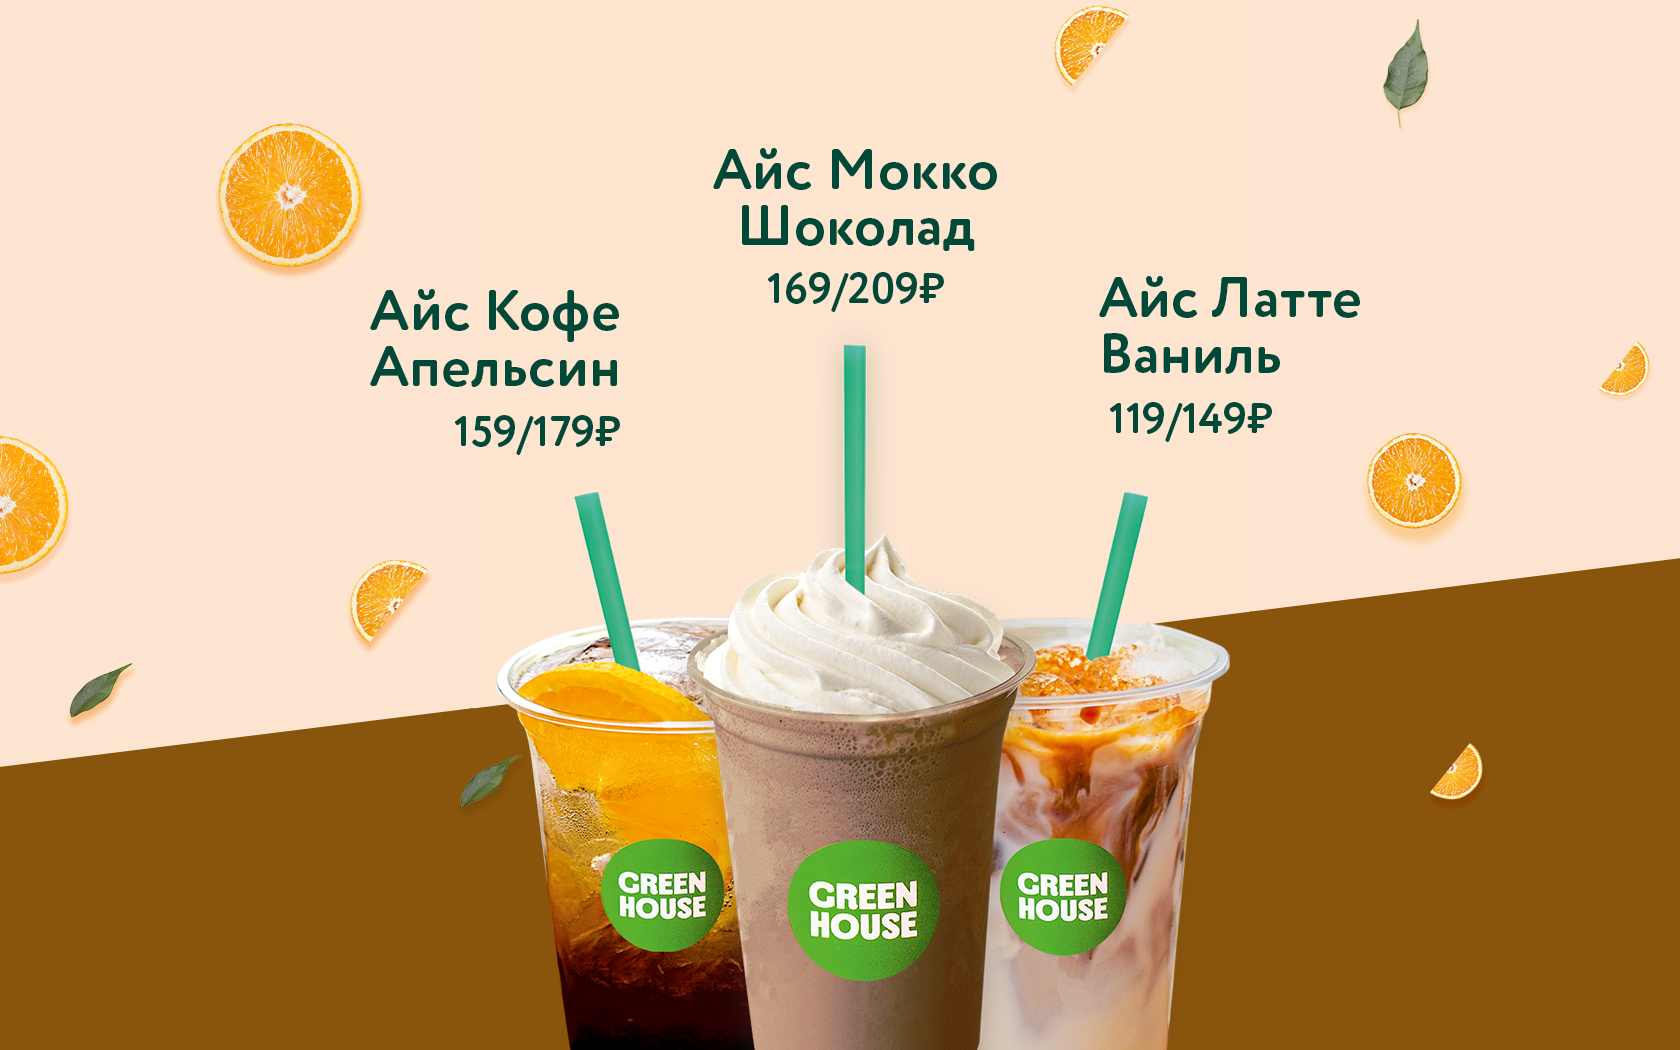 Айс Мокко
Шоколад
169/209₽
Айс Кофе
Апельсин
159/179₽
Айс Латте
Ваниль
119/149₽
GREEN
HOUSE
GREEN
HOUSE
GREEN
HOUSE